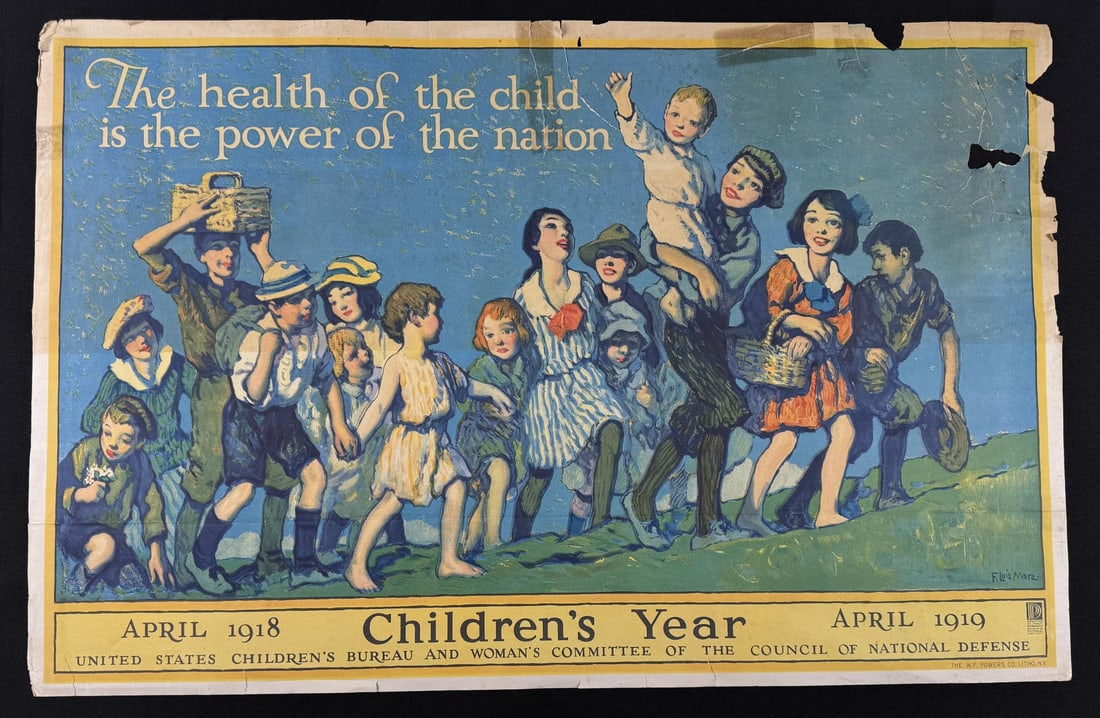 The health of the child
is the power of the nation
F. Luis Mora
APRIL 1918 Children's Year APRIL 1919
UNITED STATES CHILDREN'S BUREAU AND WOMAN'S COMMITTEE OF THE COUNCIL OF NATIONAL DEFENSE
THE W.F. POWERS CO. LITHO. N.Y.